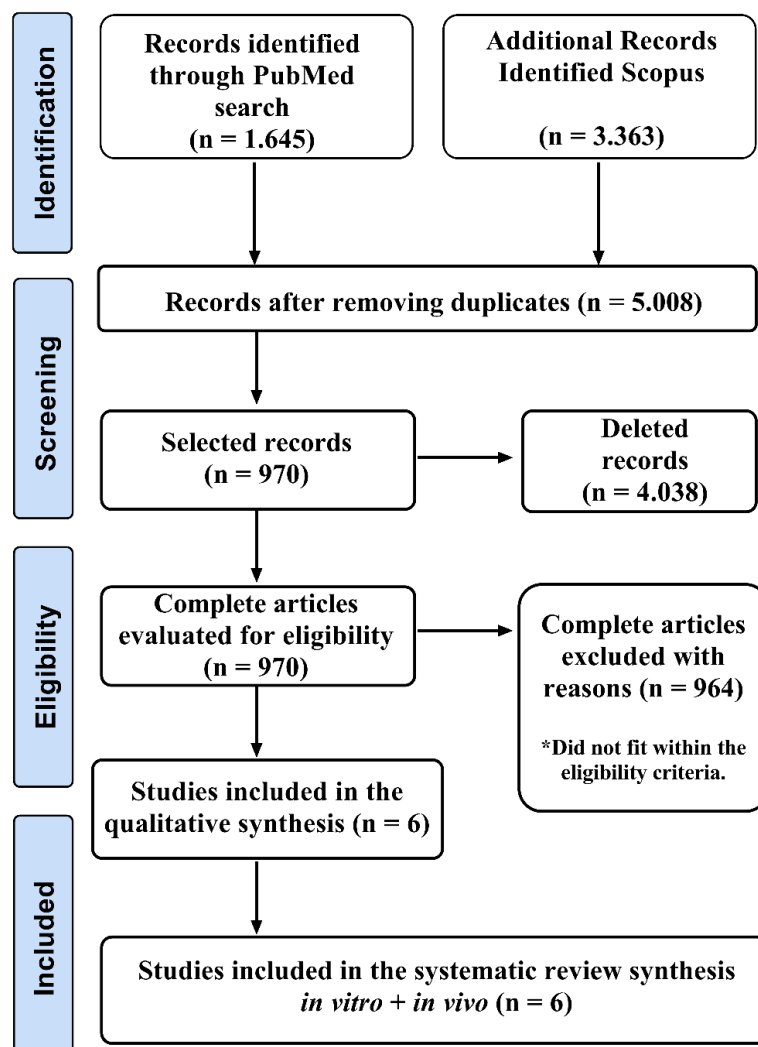 Identification
Records identified
through PubMed
search
(n = 1.645)
Additional Records
Identified Scopus
(n = 3.363)
Screening
Records after removing duplicates (n = 5.008)
Selected records
(n = 970)
Deleted
records
(n = 4.038)
Eligibility
Complete articles
evaluated for eligibility
(n = 970)
Complete articles
excluded with
reasons (n = 964)
*Did not fit within the
eligibility criteria.
Studies included in the
qualitative synthesis (n = 6)
Included
Studies included in the systematic review synthesis
in vitro + in vivo (n = 6)